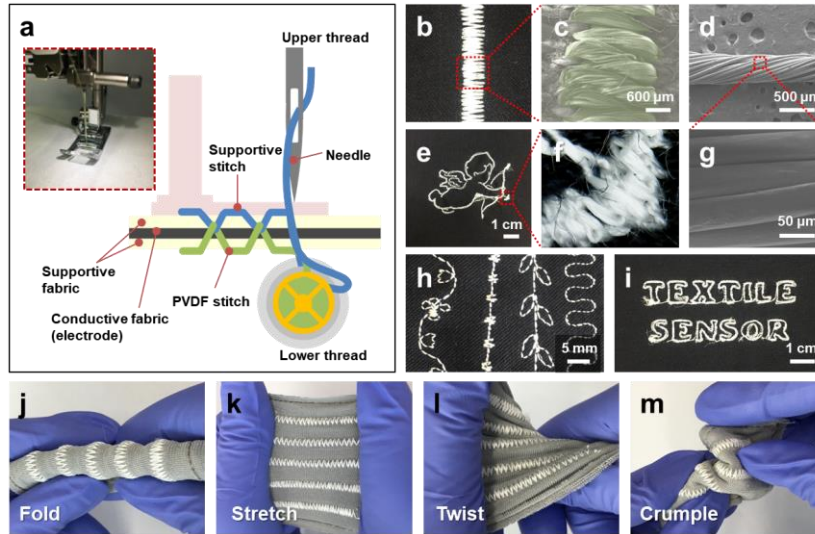 a
Upper thread
Supportive
stitch
Needle
Supportive
fabric
PVDF stitch
Conductive fabric
(electrode)
Lower thread
b
c
600 μm
d
500 μm
e
1 cm
f
g
50 μm
h
5 mm
i
TEXTILE
SENSOR
1 cm
j
Fold
k
Stretch
l
Twist
m
Crumple